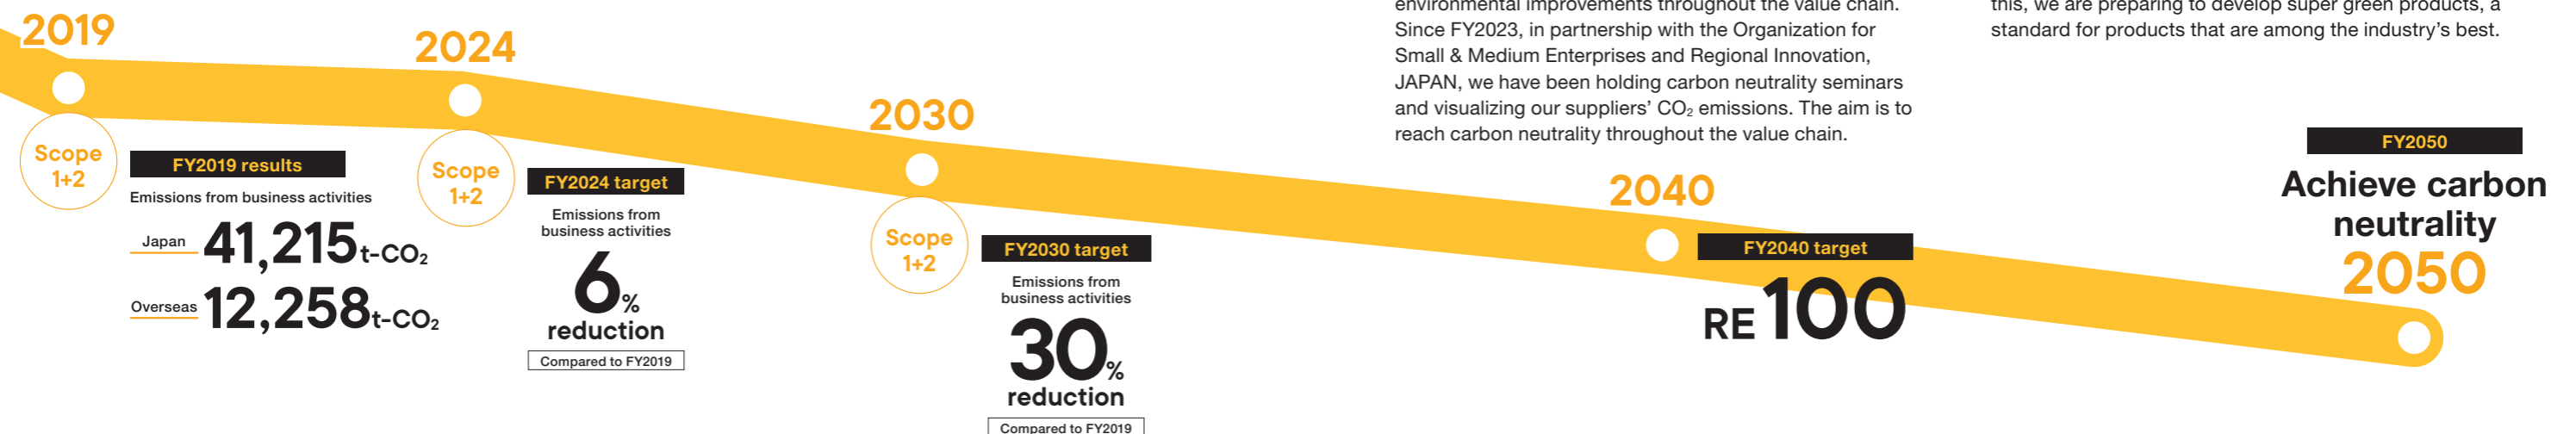 environmental improvements throughout the value chain.
Since FY2023, in partnership with the Organization for
Small & Medium Enterprises and Regional Innovation,
JAPAN, we have been holding carbon neutrality seminars
and visualizing our suppliers' CO₂ emissions. The aim is to
reach carbon neutrality throughout the value chain.
this, we are preparing to develop super green products, a
standard for products that are among the industry's best.
2019
Scope
1+2
FY2019 results
Emissions from business activities
Japan 41,215t-CO₂
Overseas 12,258t-CO₂
2024
Scope
1+2
FY2024 target
Emissions from
business activities
6%
reduction
Compared to FY2019
2030
Scope
1+2
FY2030 target
Emissions from
business activities
30%
reduction
Compared to FY2019
2040
FY2040 target
RE100
FY2050
Achieve carbon
neutrality
2050